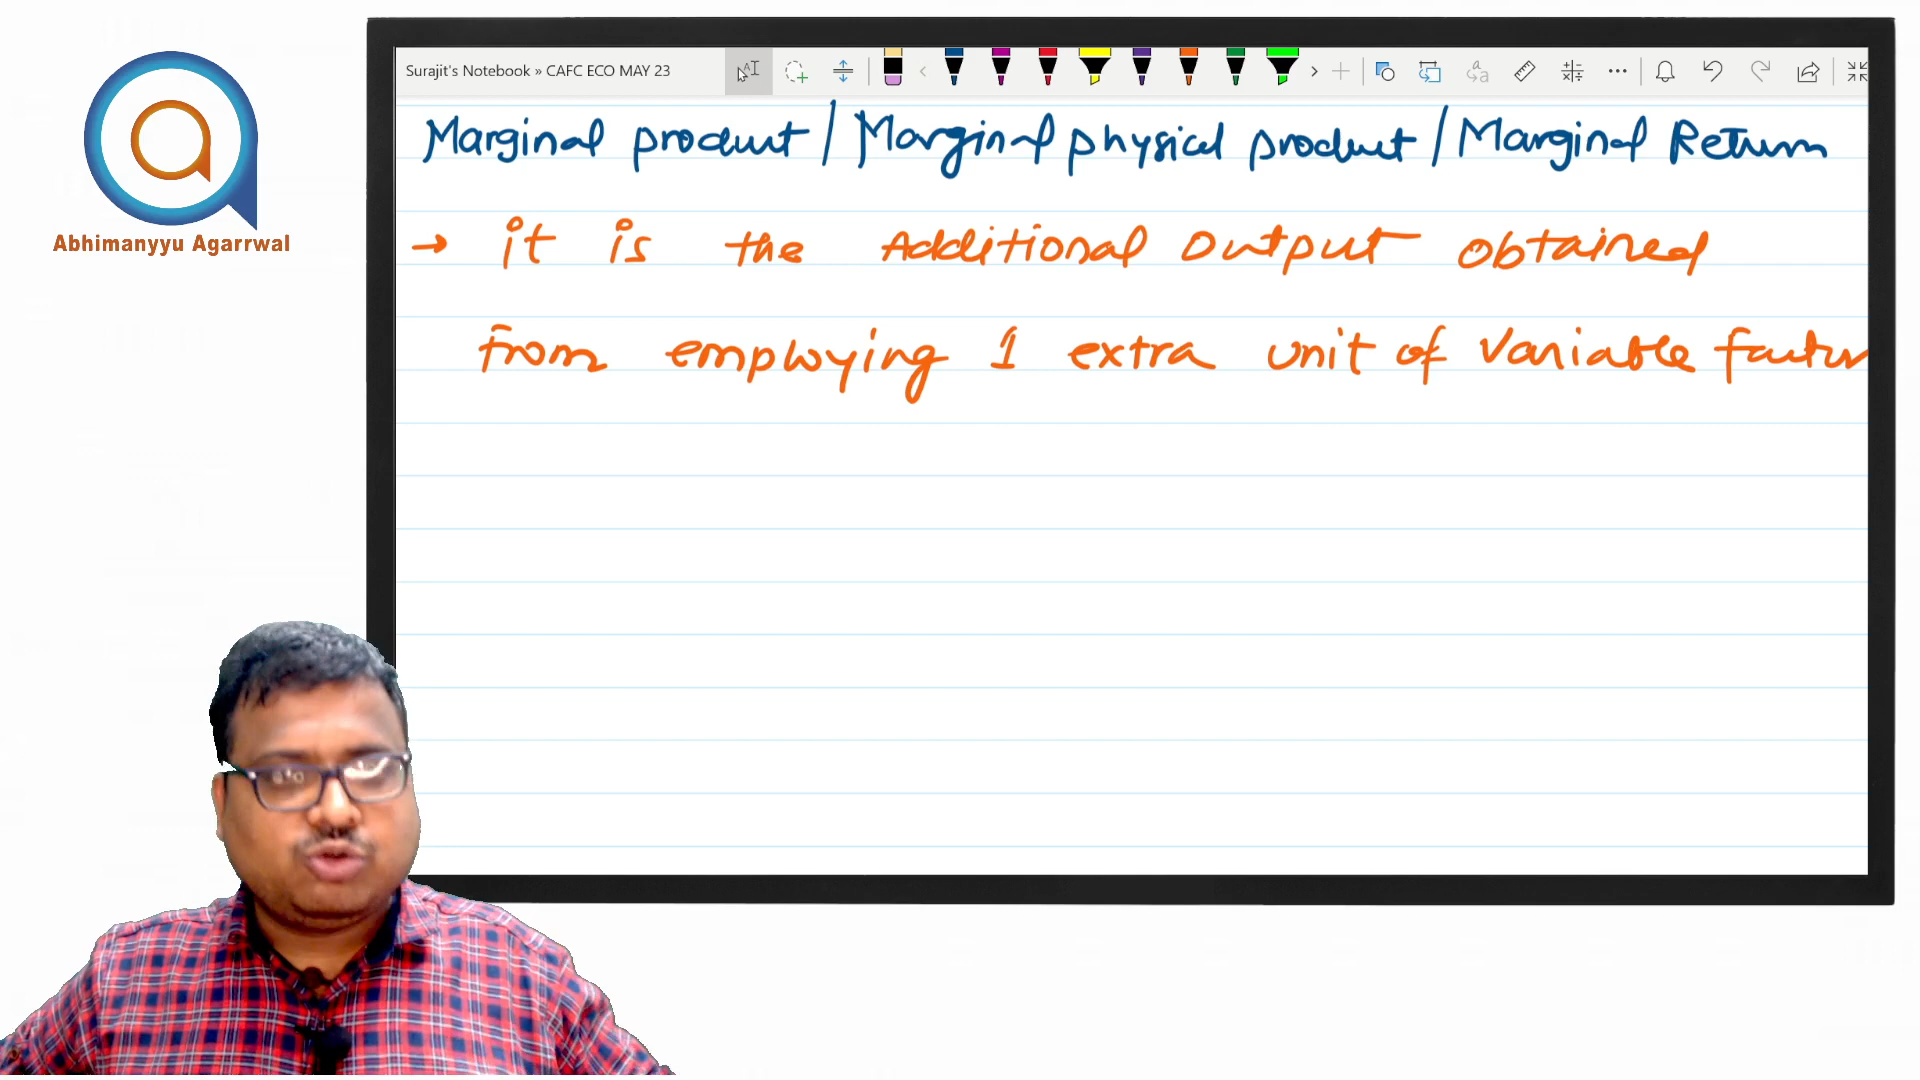 Surajit's Notebook » CAFC ECO MAY 23
Abhimanyyu Agarrwal
Marginal product / Marginal physical product / Marginal Return
→ it is the Additional Output obtained
From employing 1 extra unit of variable factor